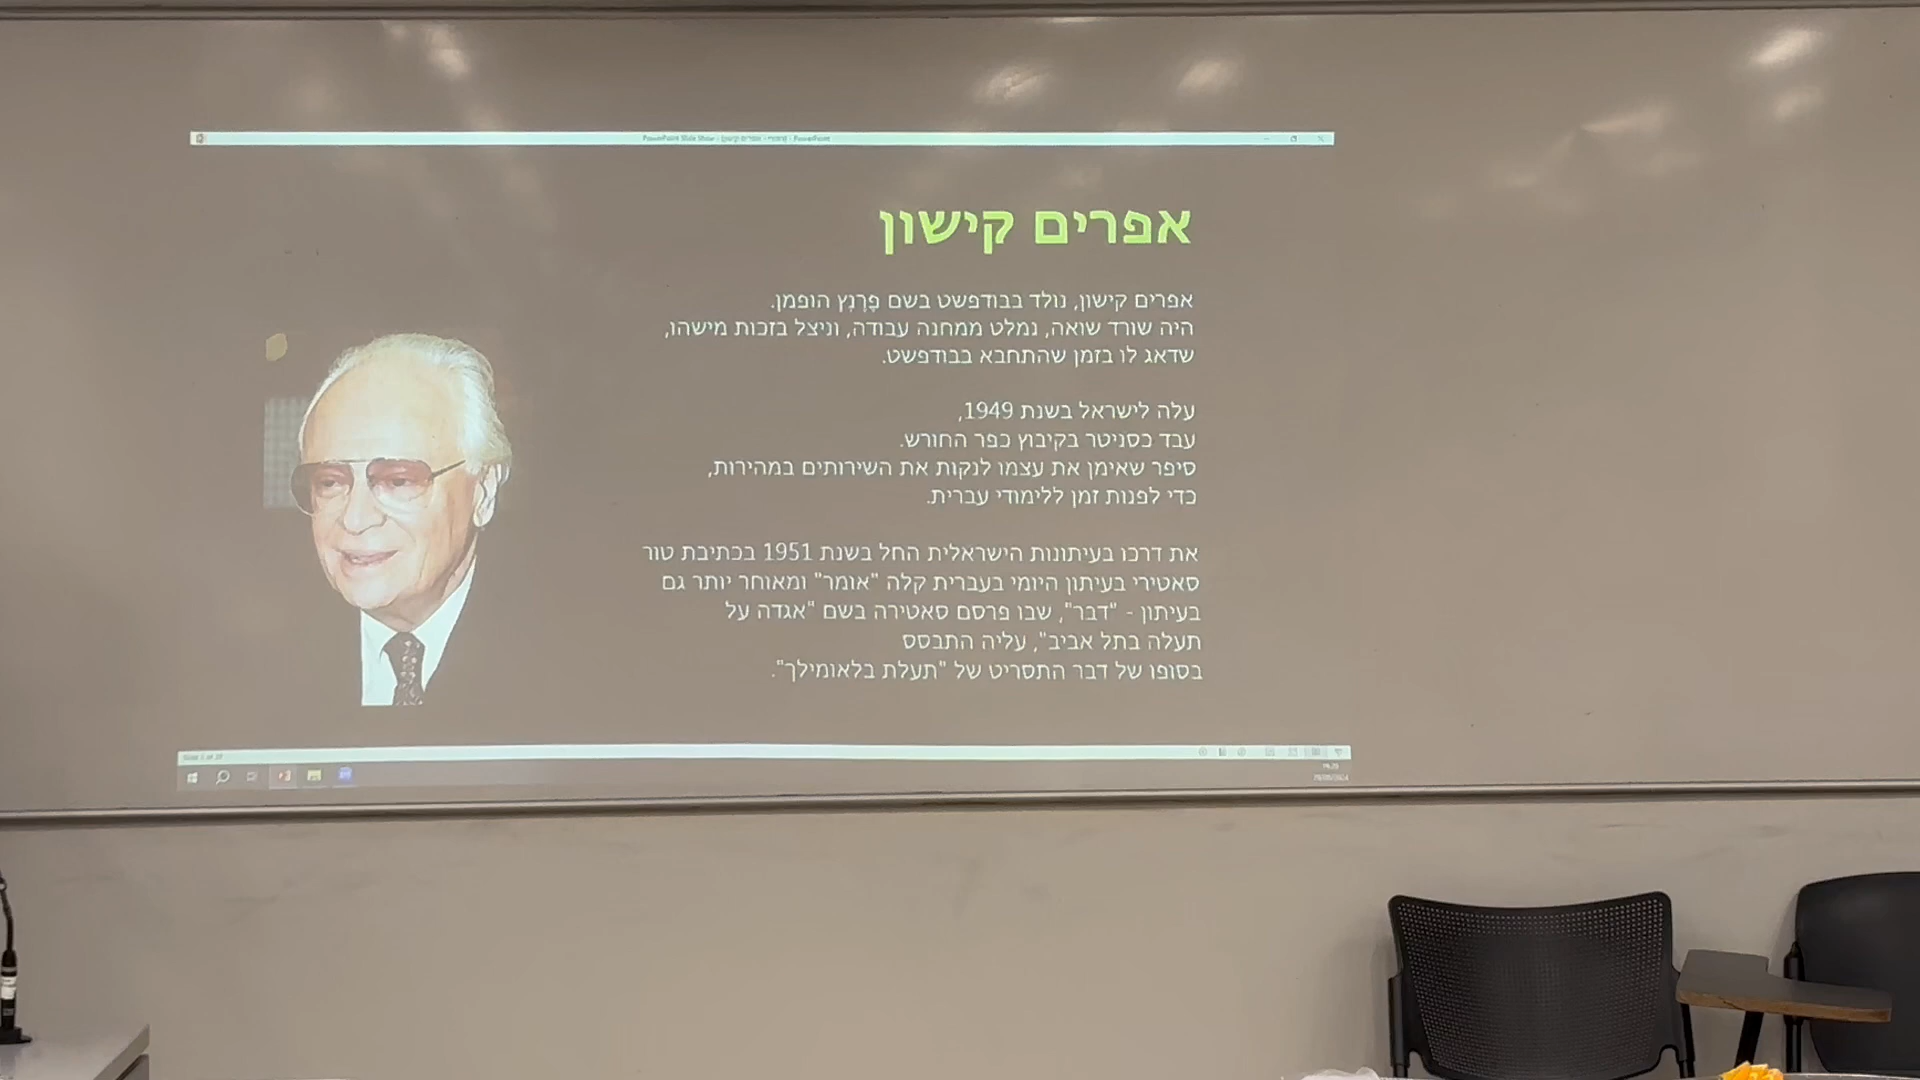 PowerPoint Slide Show - [
PowerPoint
אפרים קישון
אפרים קישון, נולד בבודפשט בשם פֶרֶנְץ הופמן.
היה שורד שואה, נמלט ממחנה עבודה, וניצל בזכות מישהו,
שדאג לו בזמן שהתחבא בבודפשט.
עלה לישראל בשנת 1949,
עבד כסניטר בקיבוץ כפר החורש.
סיפר שאימן את עצמו לנקות את השירותים במהירות,
כדי לפנות זמן ללימודי עברית.
את דרכו בעיתונות הישראלית החל בשנת 1951 בכתיבת טור
סאטירי בעיתון היומי בעברית קלה "אומר" ומאוחר יותר גם
בעיתון - "דבר", שבו פרסם סאטירה בשם "אגדה על
תעלה בתל אביב", עליה התבסס
בסופו של דבר התסריט של "תעלת בלאומילך".